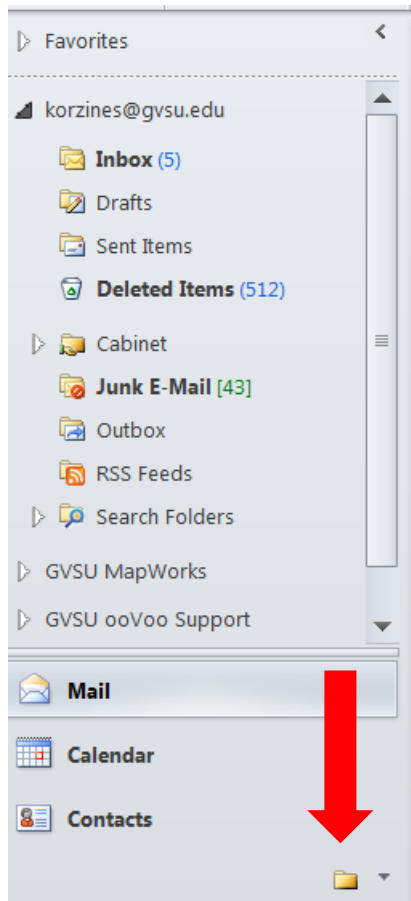 Favorites
korzines@gvsu.edu
Inbox (5)
Drafts
Sent Items
Deleted Items (512)
Cabinet
Junk E-Mail [43]
Outbox
RSS Feeds
Search Folders
GVSU MapWorks
GVSU ooVoo Support
Mail
Calendar
Contacts